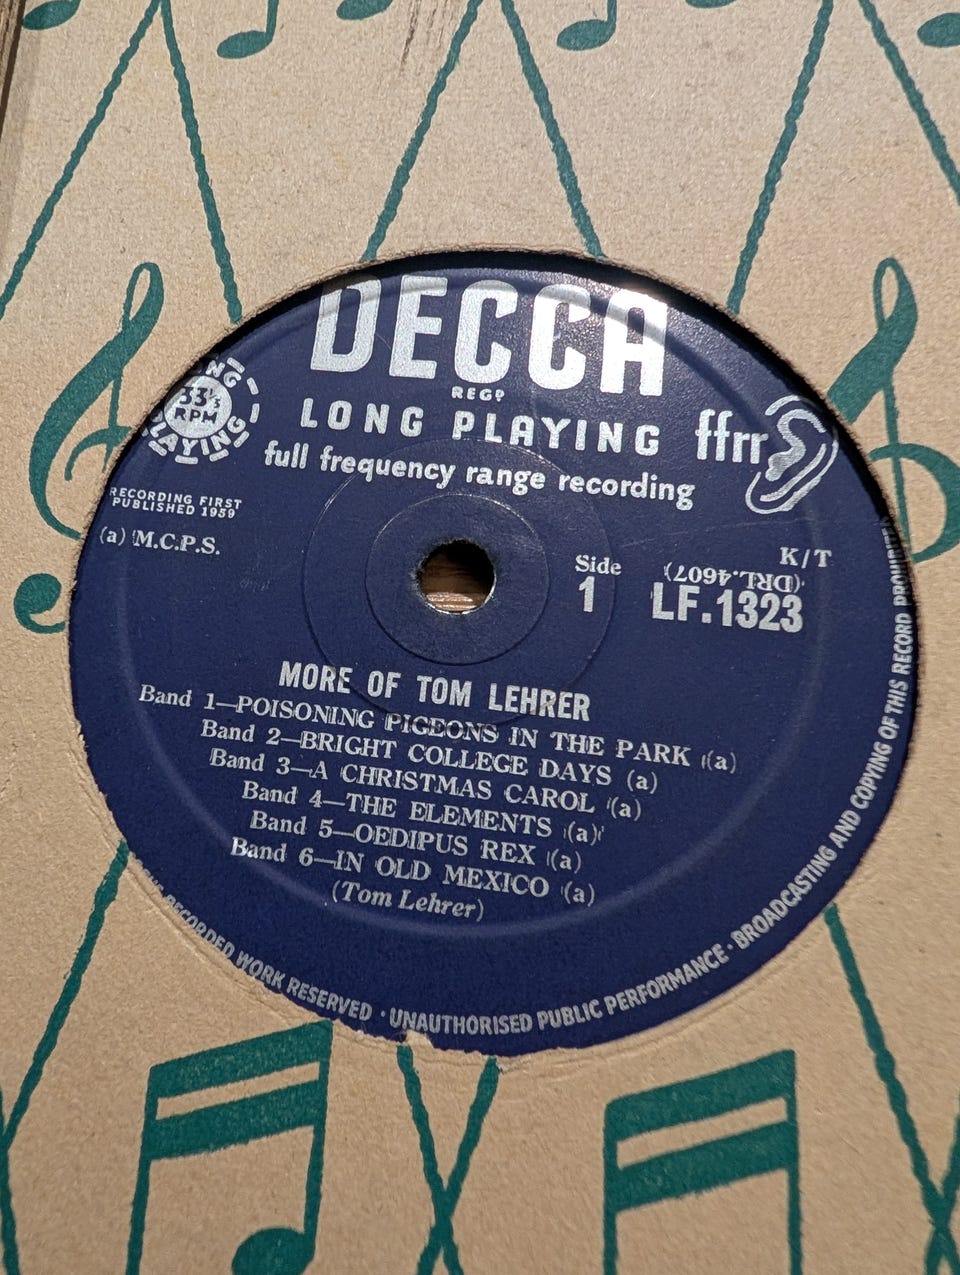 DECCA
REGD
LONG PLAYING
full frequency range recording
ffrr
LONG PLAYING
33⅓
RPM
RECORDING FIRST
PUBLISHED 1959
(a) M.C.P.S.
Side
1
K/T
(DRL.4607)
LF.1323
MORE OF TOM LEHRER
Band 1—POISONING PIGEONS IN THE PARK (a)
Band 2—BRIGHT COLLEGE DAYS (a)
Band 3—A CHRISTMAS CAROL (a)
Band 4—THE ELEMENTS (a)
Band 5—OEDIPUS REX (a)
Band 6—IN OLD MEXICO (a)
(Tom Lehrer)
RECORDED WORK RESERVED · UNAUTHORISED PUBLIC PERFORMANCE · BROADCASTING AND COPYING OF THIS RECORD PROHIBITED